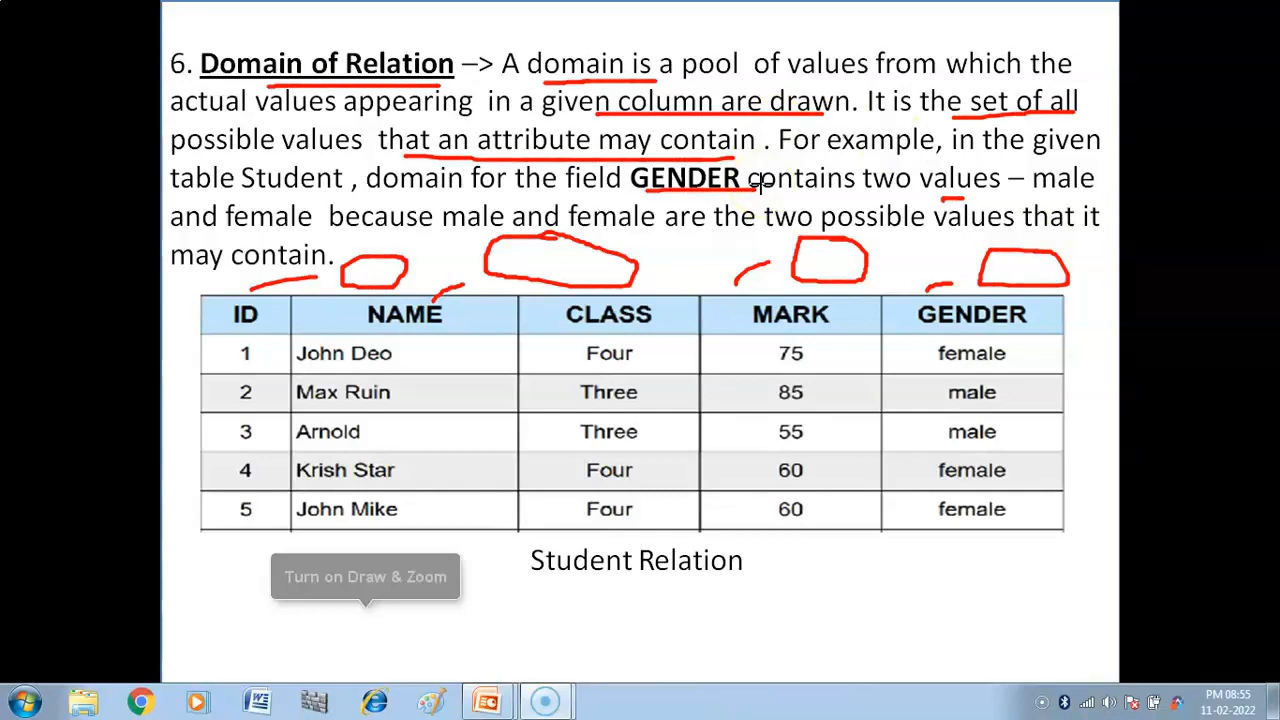 6. Domain of Relation –> A domain is a pool of values from which the
actual values appearing in a given column are drawn. It is the set of all
possible values that an attribute may contain . For example, in the given
table Student , domain for the field GENDER contains two values – male
and female because male and female are the two possible values that it
may contain.
ID NAME CLASS MARK GENDER
1 John Deo Four 75 female
2 Max Ruin Three 85 male
3 Arnold Three 55 male
4 Krish Star Four 60 female
5 John Mike Four 60 female
Student Relation
Turn on Draw & Zoom
PM 08:55
11-02-2022